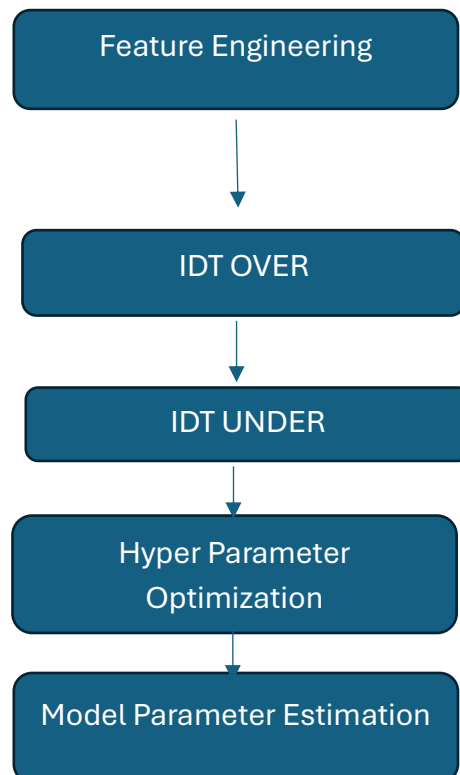 Feature Engineering
IDT OVER
IDT UNDER
Hyper Parameter
Optimization
Model Parameter Estimation